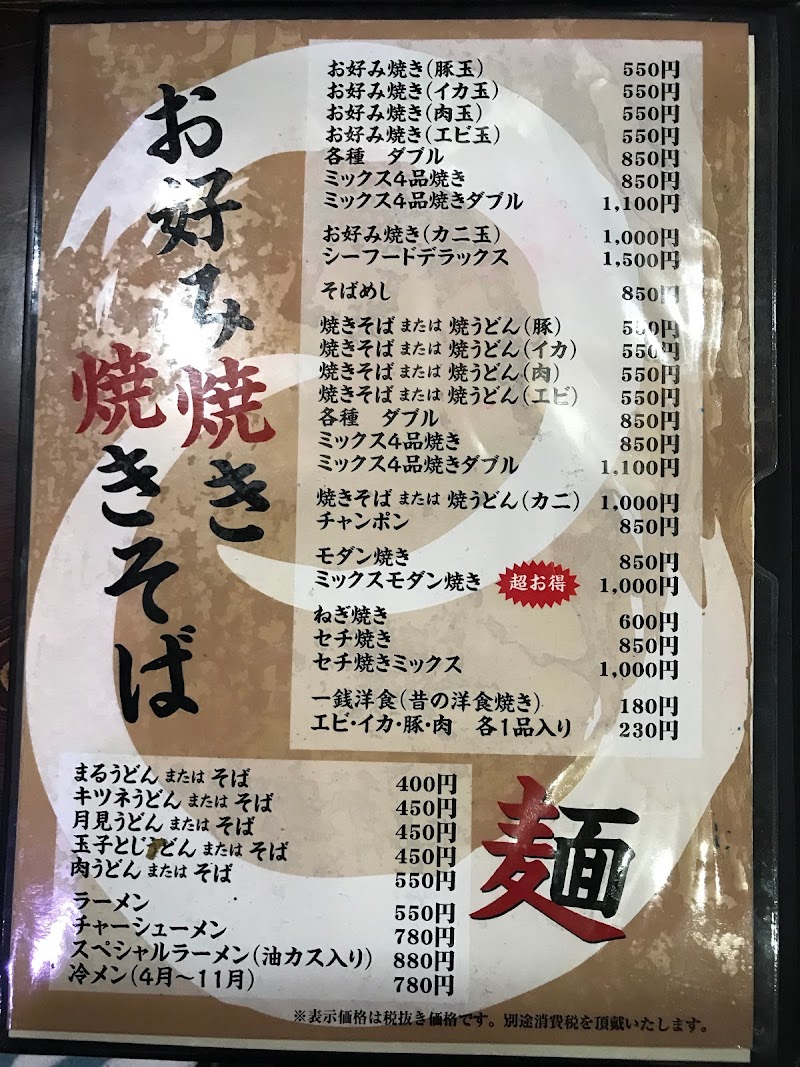 お好み焼き
焼きそば
お好み焼き(豚玉) 550円
お好み焼き(イカ玉) 550円
お好み焼き(肉玉) 550円
お好み焼き(エビ玉) 550円
各種 ダブル 850円
ミックス4品焼き 850円
ミックス4品焼きダブル 1,100円
お好み焼き(カニ玉) 1,000円
シーフードデラックス 1,500円
そばめし 850円
焼きそば または 焼うどん(豚) 550円
焼きそば または 焼うどん(イカ) 550円
焼きそば または 焼うどん(肉) 550円
焼きそば または 焼うどん(エビ) 550円
各種 ダブル 850円
ミックス4品焼き 850円
ミックス4品焼きダブル 1,100円
焼きそば または 焼うどん(カニ) 1,000円
チャンポン 850円
モダン焼き 850円
ミックスモダン焼き 超お得 1,000円
ねぎ焼き 600円
セチ焼き 850円
セチ焼きミックス 1,000円
一銭洋食(昔の洋食焼き) 180円
エビ・イカ・豚・肉 各1品入り 230円
麺
まるうどん または そば 400円
キツネうどん または そば 450円
月見うどん または そば 450円
玉子とじうどん または そば 450円
肉うどん または そば 550円
ラーメン 550円
チャーシューメン 780円
スペシャルラーメン(油カス入り) 880円
冷メン(4月〜11月) 780円
※表示価格は税抜き価格です。別途消費税を頂戴いたします。